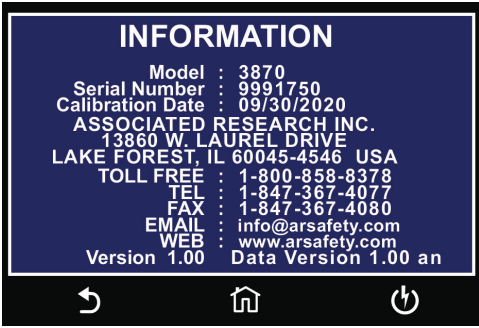 INFORMATION
Model : 3870
Serial Number : 9991750
Calibration Date : 09/30/2020
ASSOCIATED RESEARCH INC.
13860 W. LAUREL DRIVE
LAKE FOREST, IL 60045-4546 USA
TOLL FREE : 1-800-858-8378
TEL : 1-847-367-4077
FAX : 1-847-367-4080
EMAIL : info@arsafety.com
WEB : www.arsafety.com
Version 1.00 Data Version 1.00 an